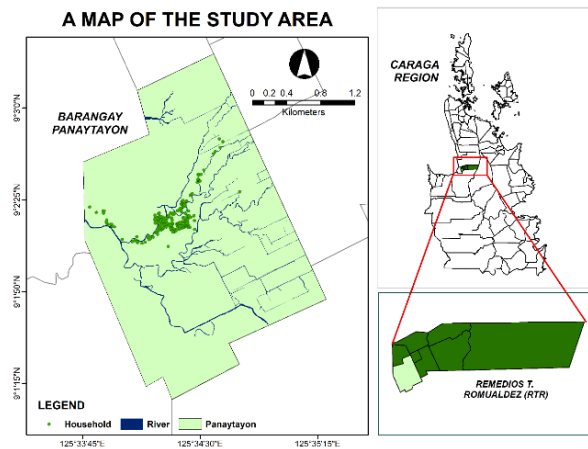 A MAP OF THE STUDY AREA
BARANGAY
PANAYTAYON
0 0.2 0.4 0.8 1.2
Kilometers
9°3'0"N
9°2'25"N
9°1'50"N
9°1'15"N
LEGEND
Household River Panaytayon
125°33'45"E 125°34'30"E 125°35'15"E
CARAGA
REGION
REMEDIOS T.
ROMUALDEZ (RTR)